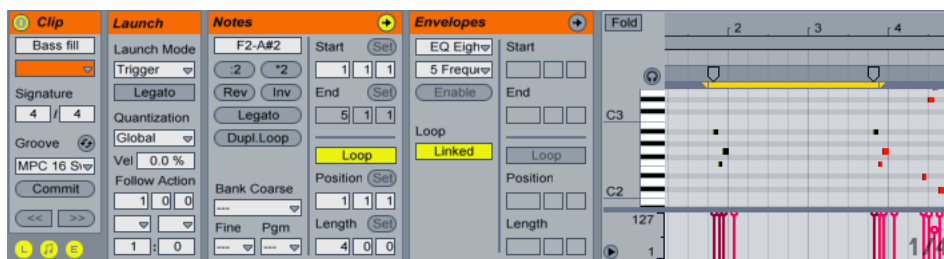 Clip
Bass fill
Signature
4 / 4
Groove
MPC 16 Sw
Commit
<< >>
L E
Launch
Launch Mode
Trigger
Legato
Quantization
Global
Vel 0.0 %
Follow Action
1 0 0
1 : 0
Notes
F2-A#2
:2 *2
Rev Inv
Legato
Dupl.Loop
Bank Coarse
---
Fine Pgm
--- ---
Start Set
1 1 1
End Set
5 1 1
Loop
Position Set
1 1 1
Length Set
4 0 0
Envelopes
EQ Eigh
5 Frequ
Enable
Loop
Linked
Start
End
Loop
Position
Length
Fold
2 3 4
C3
C2
127
1
1/4